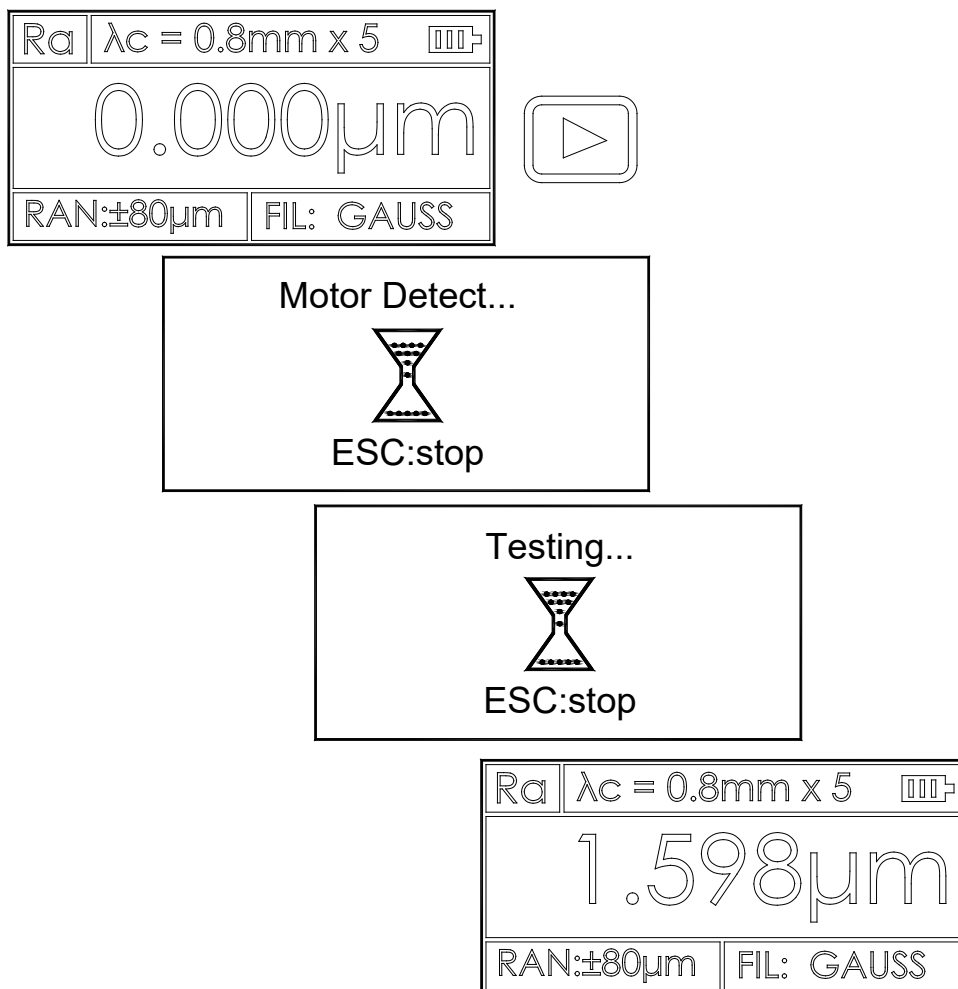 Ra λc = 0.8mm x 5
0.000µm
RAN:±80µm FIL: GAUSS
Motor Detect...
ESC:stop
Testing...
ESC:stop
Ra λc = 0.8mm x 5
1.598µm
RAN:±80µm FIL: GAUSS